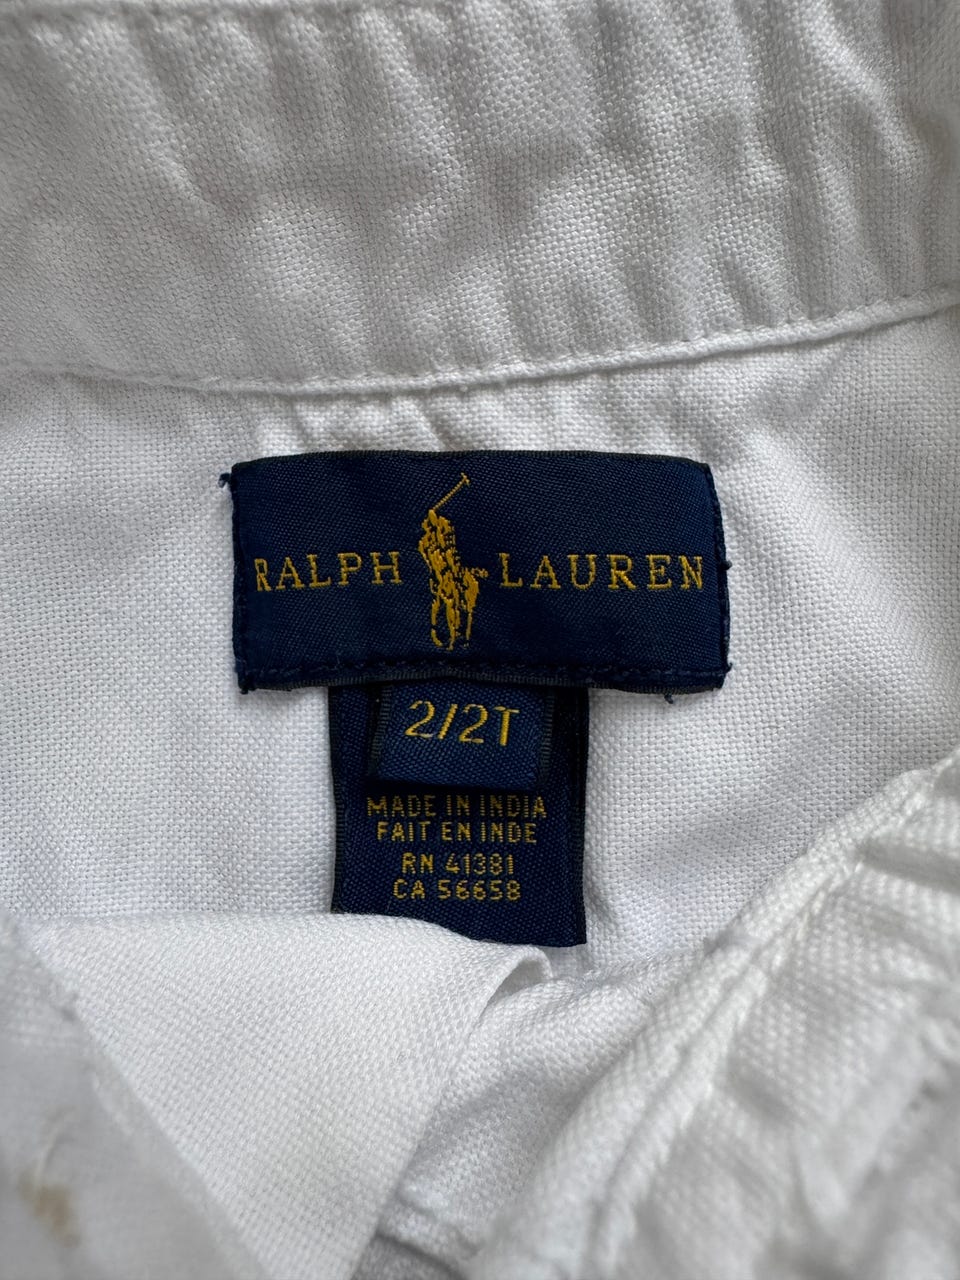 RALPH LAUREN
2/2T
MADE IN INDIA
FAIT EN INDE
RN 41381
CA 56658